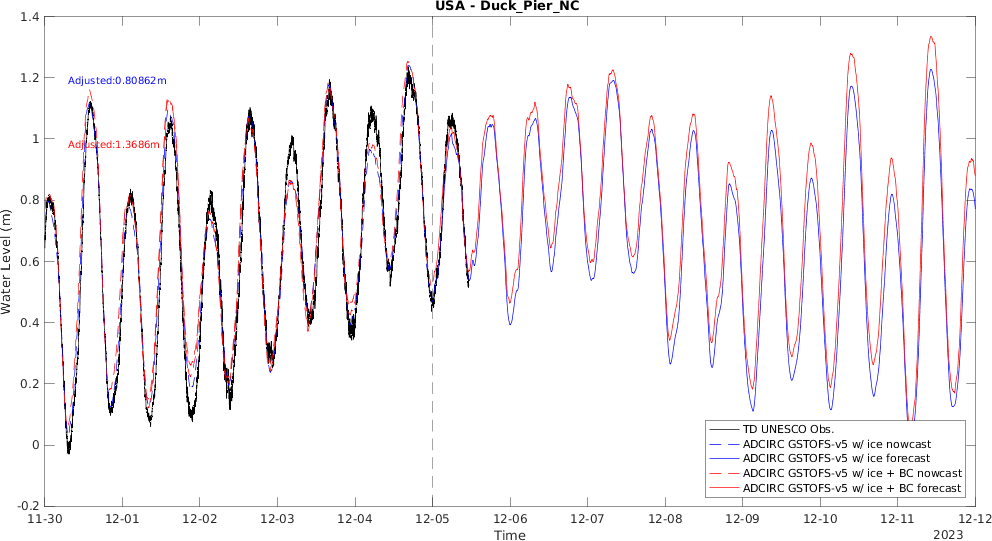 USA - Duck_Pier_NC
1.4
1.2
1
0.8
0.6
0.4
0.2
0
-0.2
Water Level (m)
Adjusted:0.80862m
Adjusted:1.3686m
TD UNESCO Obs.
ADCIRC GSTOFS-v5 w/ ice nowcast
ADCIRC GSTOFS-v5 w/ ice forecast
ADCIRC GSTOFS-v5 w/ ice + BC nowcast
ADCIRC GSTOFS-v5 w/ ice + BC forecast
11-30 12-01 12-02 12-03 12-04 12-05 12-06 12-07 12-08 12-09 12-10 12-11 12-12
Time
2023